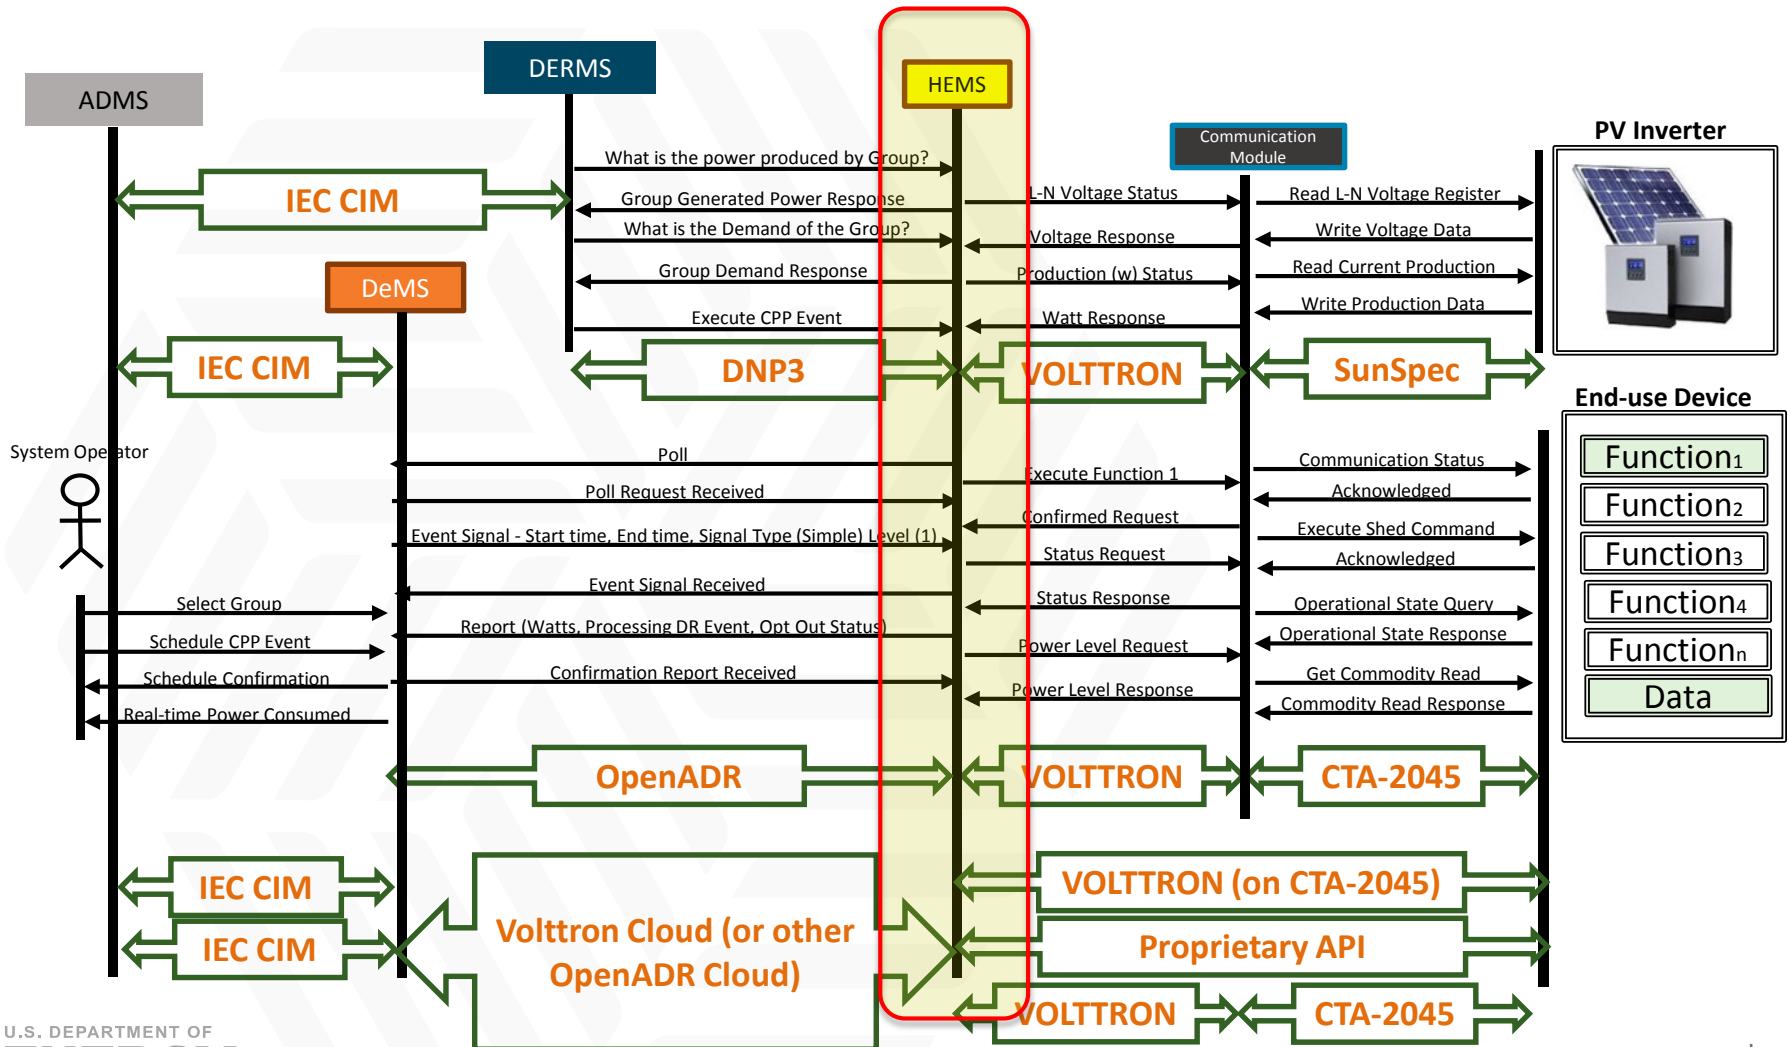 DERMS
HEMS
ADMS
Communication
Module
PV Inverter
What is the power produced by Group?
IEC CIM
Group Generated Power Response
L-N Voltage Status
Read L-N Voltage Register
What is the Demand of the Group?
Voltage Response
Write Voltage Data
Group Demand Response
Production (w) Status
Read Current Production
DeMS
Execute CPP Event
Watt Response
Write Production Data
IEC CIM
DNP3
VOLTTRON
SunSpec
End-use Device
System Operator
Poll
Execute Function 1
Communication Status
Function1
Poll Request Received
Acknowledged
Function2
Confirmed Request
Event Signal - Start time, End time, Signal Type (Simple) Level (1)
Execute Shed Command
Status Request
Acknowledged
Function3
Event Signal Received
Select Group
Status Response
Operational State Query
Function4
Report (Watts, Processing DR Event, Opt Out Status)
Schedule CPP Event
Power Level Request
Operational State Response
Functionn
Schedule Confirmation
Confirmation Report Received
Get Commodity Read
Real-time Power Consumed
Power Level Response
Commodity Read Response
Data
OpenADR
VOLTTRON
CTA-2045
IEC CIM
VOLTTRON (on CTA-2045)
IEC CIM
Volttron Cloud (or other
OpenADR Cloud)
Proprietary API
VOLTTRON
CTA-2045
U.S. DEPARTMENT OF